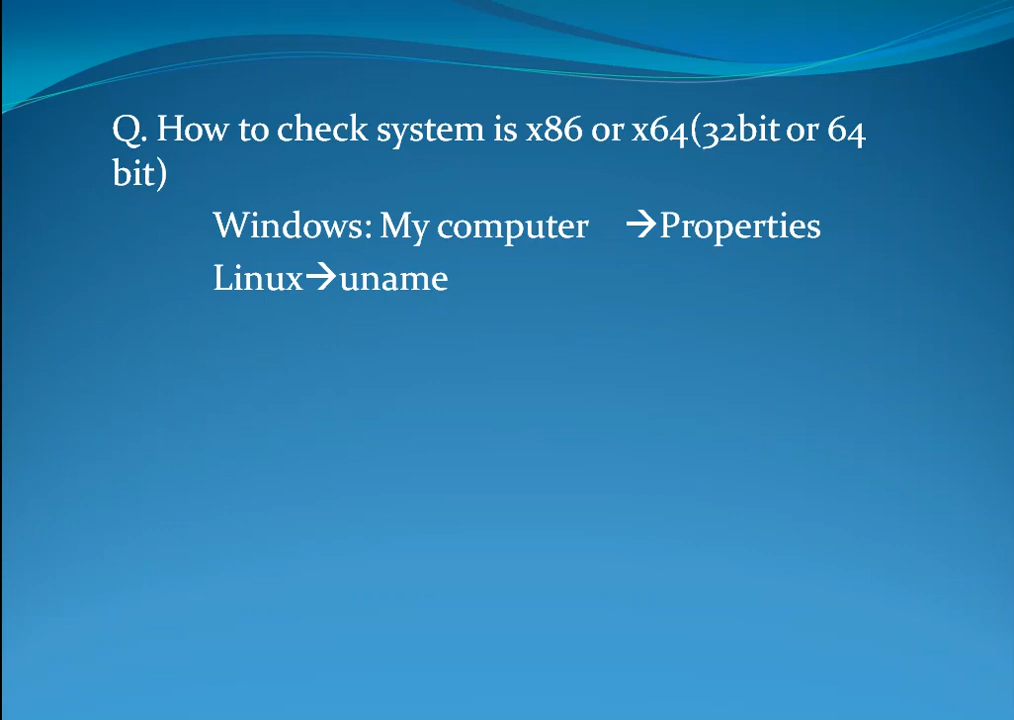 Q. How to check system is x86 or x64(32bit or 64
bit)
Windows: My computer →Properties
Linux→uname